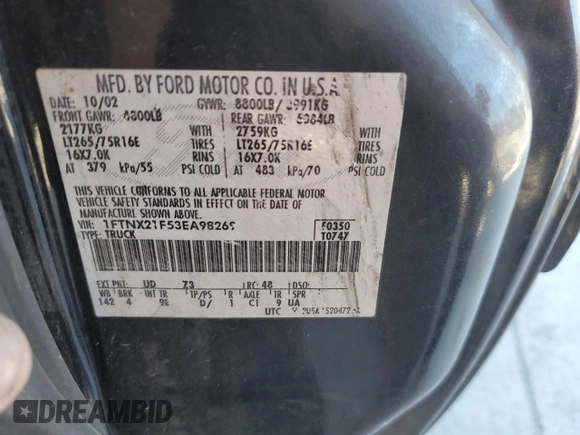 MFD. BY FORD MOTOR CO. IN U.S.A.
DATE: 10/02 GVWR: 8800LB/ 3991KG
FRONT GAWR: 4800LB REAR GAWR: 6084LB
2177KG WITH 2759KG WITH
LT265/75R16E TIRES LT265/75R16E TIRES
16X7.0K RIMS 16X7.0K RIMS
AT 379 kPa/55 PSI COLD AT 483 kPa/70 PSI COLD
THIS VEHICLE CONFORMS TO ALL APPLICABLE FEDERAL MOTOR
VEHICLE SAFETY STANDARDS IN EFFECT ON THE DATE OF
MANUFACTURE SHOWN ABOVE.
VIN: 1FTNX21F53EA98269 F0350
TYPE: TRUCK T0747
EXT PNT: UD Z3 RC: 48 DSO:
WB BRK INT TR TP/PS R AXLE TR SPR
142 4 9E D/ 1 C1 9 UA
UTC
DREAMBID